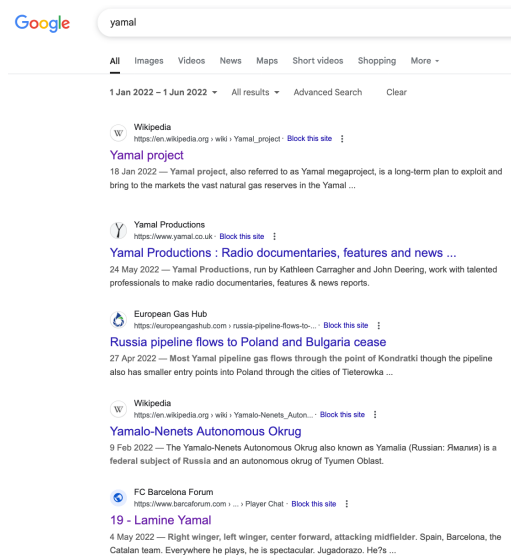 Google
yamal
All Images Videos News Maps Short videos Shopping More
1 Jan 2022 – 1 Jun 2022 All results Advanced Search Clear
W Wikipedia
https://en.wikipedia.org › wiki › Yamal_project · Block this site
Yamal project
18 Jan 2022 — Yamal project, also referred to as Yamal megaproject, is a long-term plan to exploit and
bring to the markets the vast natural gas reserves in the Yamal ...
Yamal Productions
https://www.yamal.co.uk · Block this site
Yamal Productions : Radio documentaries, features and news ...
24 May 2022 — Yamal Productions, run by Kathleen Carragher and John Deering, work with talented
professionals to make radio documentaries, features & news reports.
European Gas Hub
https://europeangashub.com › russia-pipeline-flows-to-... · Block this site
Russia pipeline flows to Poland and Bulgaria cease
27 Apr 2022 — Most Yamal pipeline gas flows through the point of Kondratki though the pipeline
also has smaller entry points into Poland through the cities of Tieterowka ...
W Wikipedia
https://en.wikipedia.org › wiki › Yamalo-Nenets_Auton... · Block this site
Yamalo-Nenets Autonomous Okrug
9 Feb 2022 — The Yamalo-Nenets Autonomous Okrug also known as Yamalia (Russian: Ямалия) is a
federal subject of Russia and an autonomous okrug of Tyumen Oblast.
FC Barcelona Forum
https://www.barcaforum.com › ... › Player Chat · Block this site
19 - Lamine Yamal
4 May 2022 — Right winger, left winger, center forward, attacking midfielder. Spain, Barcelona, the
Catalan team. Everywhere he plays, he is spectacular. Jugadorazo. He?s ...